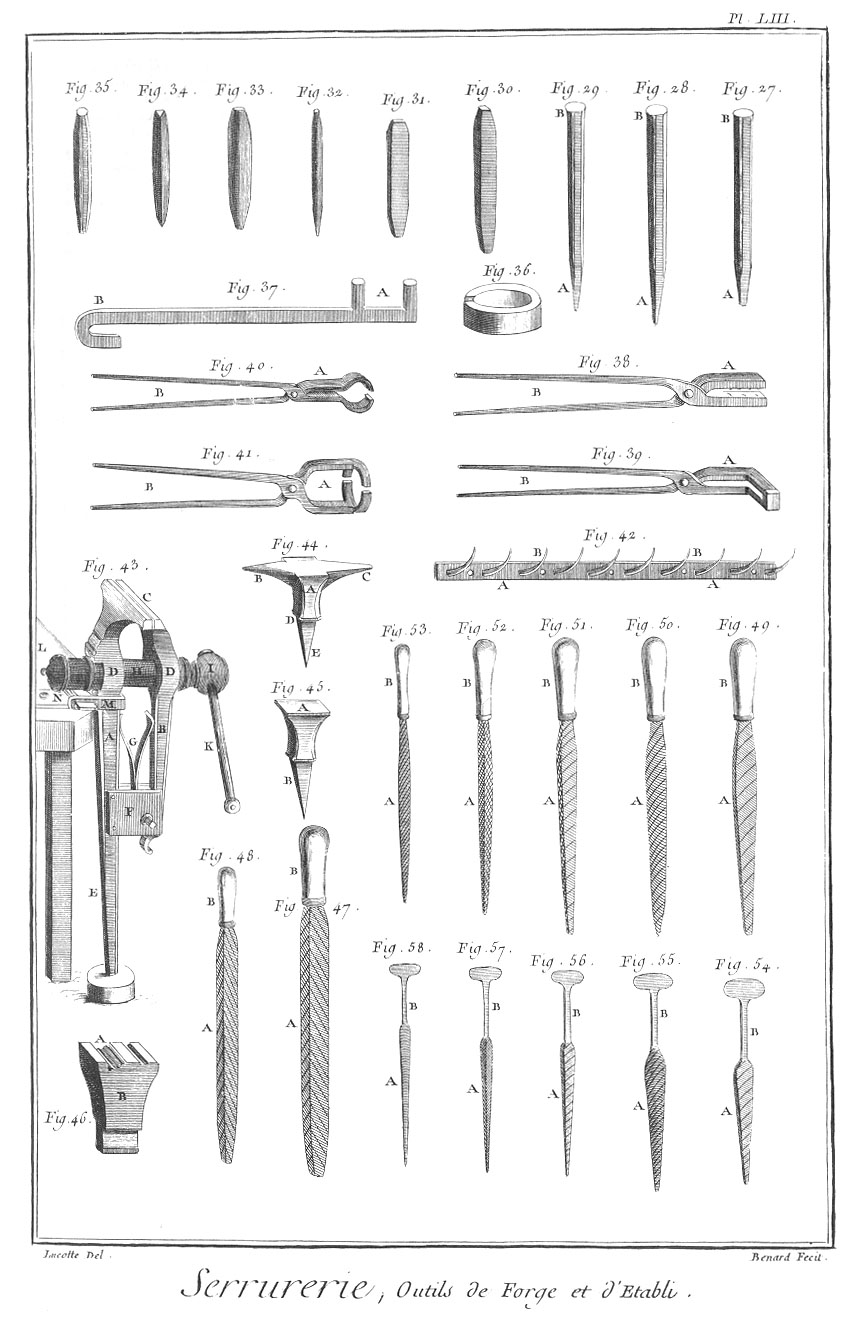 Pl. LIII.
Fig. 35. Fig. 34. Fig. 33. Fig. 32. Fig. 31. Fig. 30. Fig. 29. Fig. 28. Fig. 27.
B B B
A A A
Fig. 36.
Fig. 37.
B A
Fig. 40. Fig. 38.
A B A B
Fig. 41. Fig. 39.
B A B A
Fig. 42.
B B
A A
Fig. 43.
C
L D H D I
N A M
A G B K
F
E
Fig. 44.
B A C
D
E
Fig. 45.
A
B
Fig. 53. Fig. 52. Fig. 51. Fig. 50. Fig. 49.
B B B B B
A A A A A
Fig. 48. Fig 47.
B B
A A
Fig. 58. Fig. 57. Fig. 56. Fig. 55. Fig. 54.
B B B B B
A A A A A
Fig. 46.
A
B
Lucotte Del.
Benard Fecit.
Serrurerie, Outils de Forge et d'Etabli.